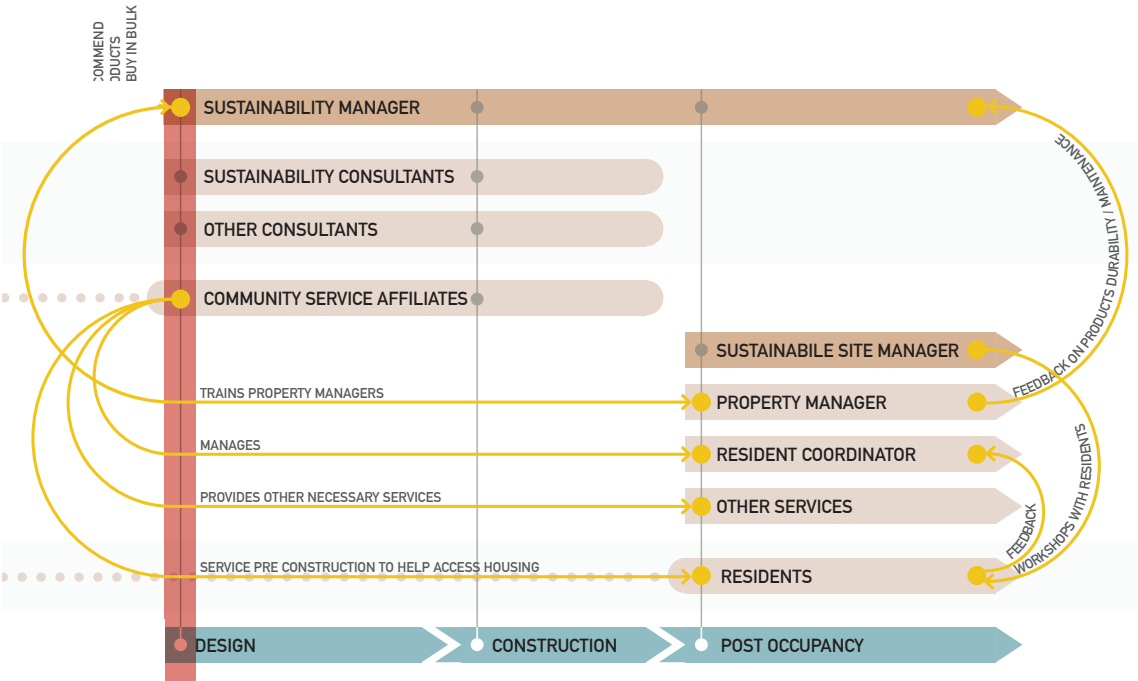 BUY IN BULK
SUSTAINABILITY MANAGER
SUSTAINABILITY CONSULTANTS
OTHER CONSULTANTS
COMMUNITY SERVICE AFFILIATES
SUSTAINABILE SITE MANAGER
TRAINS PROPERTY MANAGERS
PROPERTY MANAGER
MANAGES
RESIDENT COORDINATOR
PROVIDES OTHER NECESSARY SERVICES
OTHER SERVICES
SERVICE PRE CONSTRUCTION TO HELP ACCESS HOUSING
RESIDENTS
FEEDBACK ON PRODUCTS DURABILITY / MAINTENANCE
FEEDBACK
WORKSHOPS WITH RESIDENTS
DESIGN
CONSTRUCTION
POST OCCUPANCY